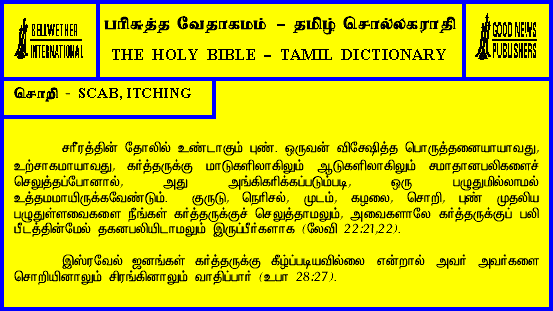 BELLWETHER
INTERNATIONAL
பரிசுத்த வேதாகமம் – தமிழ் சொல்லகராதி
THE HOLY BIBLE – TAMIL DICTIONARY
GOOD NEWS
PUBLISHERS
சொறி - SCAB, ITCHING
சரீரத்தின் தோலில் உண்டாகும் புண். ஒருவன் விசேஷித்த பொருத்தனையாயாவது,
உற்சாகமாயாவது, கர்த்தருக்கு மாடுகளிலாகிலும் ஆடுகளிலாகிலும் சமாதானபலிகளைச்
செலுத்தப்போனால், அது அங்கிகரிக்கப்படும்படி, ஒரு பழுதுமில்லாமல்
உத்தமமாயிருக்கவேண்டும். குருடு, நெரிசல், முடம், கழலை, சொறி, புண் முதலிய
பழுதுள்ளவைகளை நீங்கள் கர்த்தருக்குச் செலுத்தாமலும், அவைகளாலே கர்த்தருக்குப் பலி
பீடத்தின்மேல் தகனபலியிடாமலும் இருப்பீர்களாக (லேவி 22:21,22).
இஸ்ரவேல் ஜனங்கள் கர்த்தருக்கு கீழ்ப்படியவில்லை என்றால் அவர் அவர்களை
சொறியினாலும் சிரங்கினாலும் வாதிப்பார் (உபா 28:27).